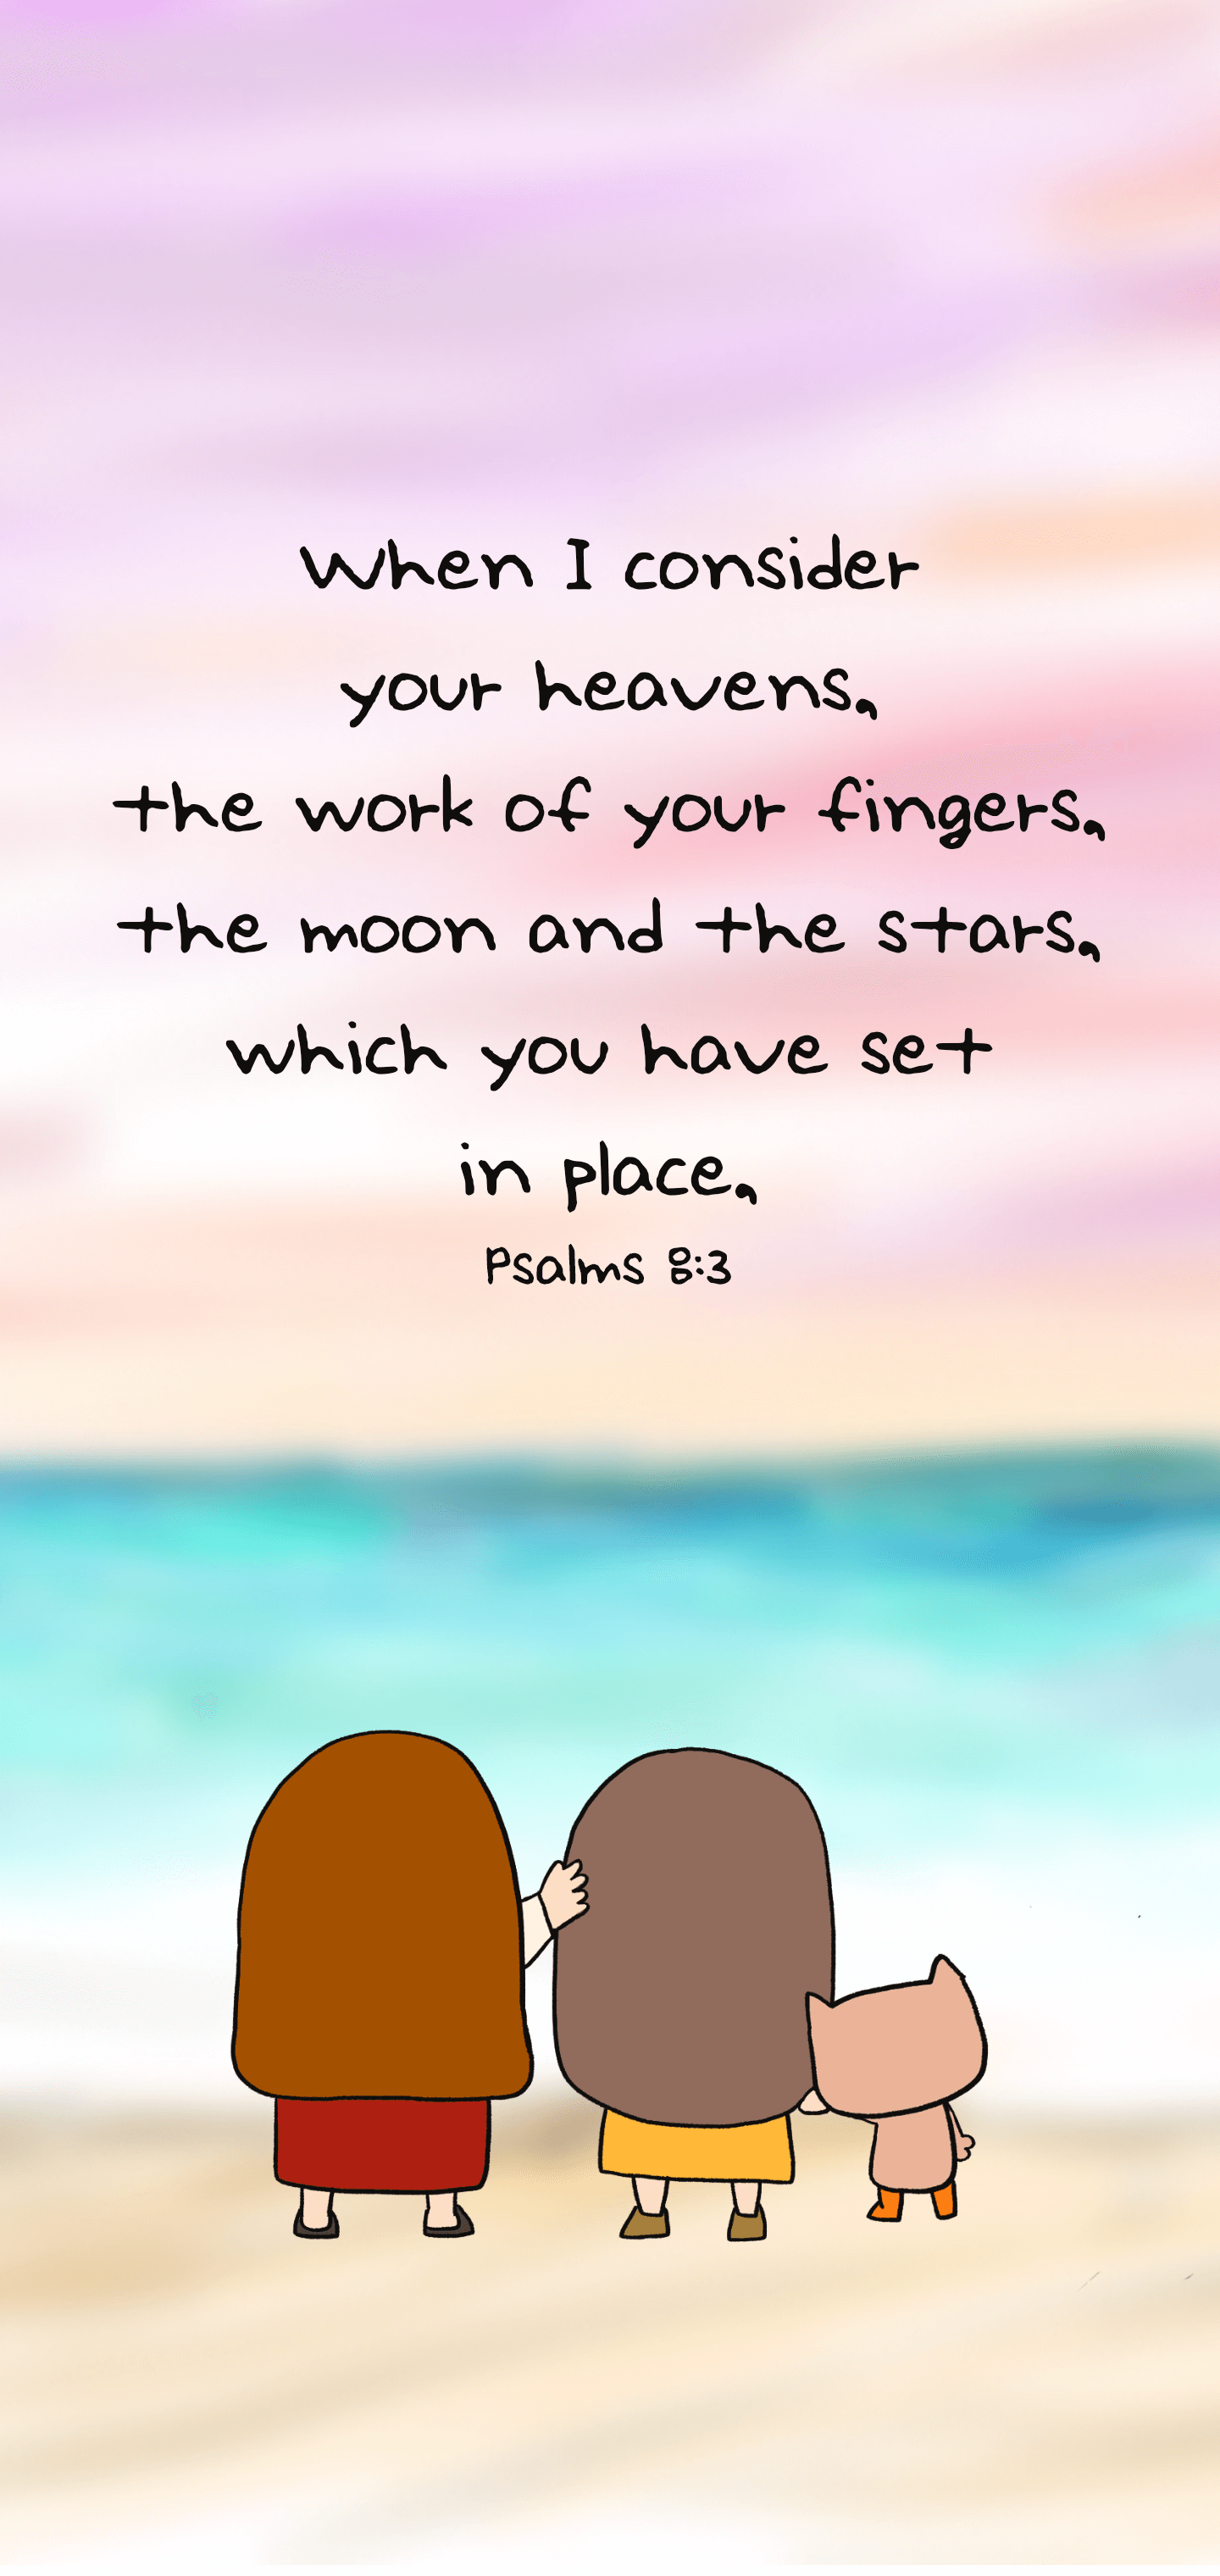 When I consider
your heavens,
the work of your fingers,
the moon and the stars,
which you have set
in place,
Psalms 8:3